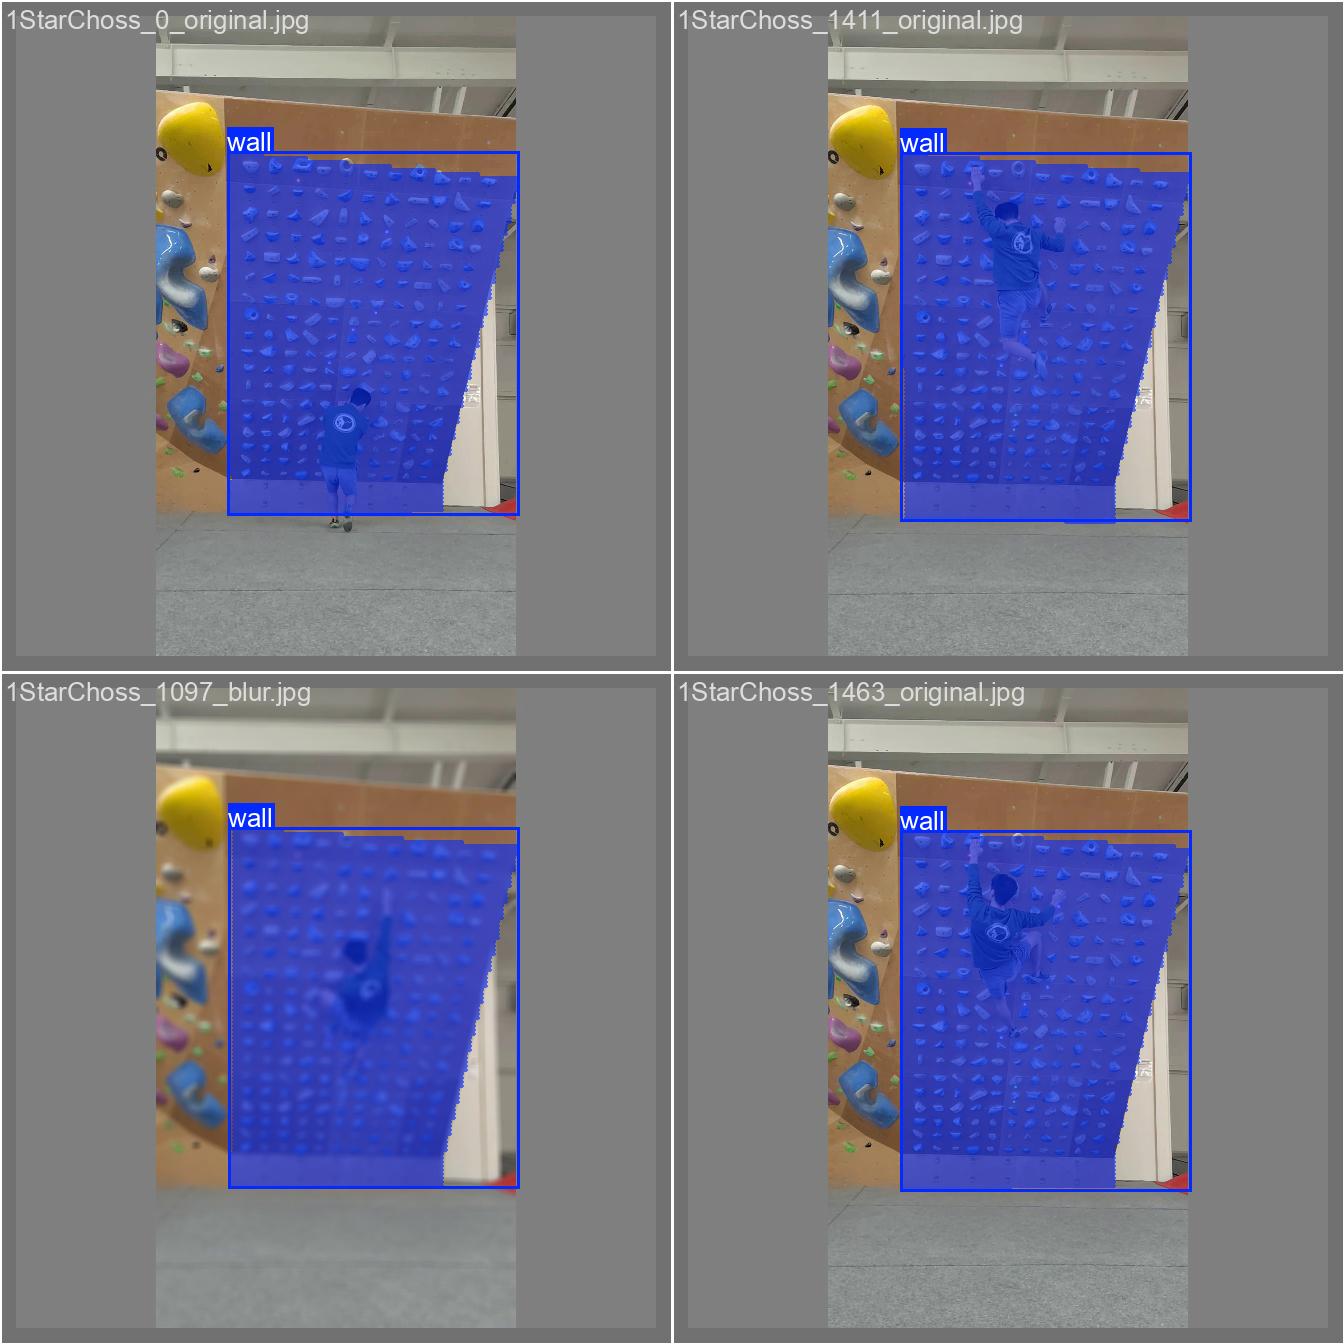 1StarChoss_0_original.jpg
1StarChoss_1411_original.jpg
wall
wall
1StarChoss_1097_blur.jpg
1StarChoss_1463_original.jpg
wall
wall